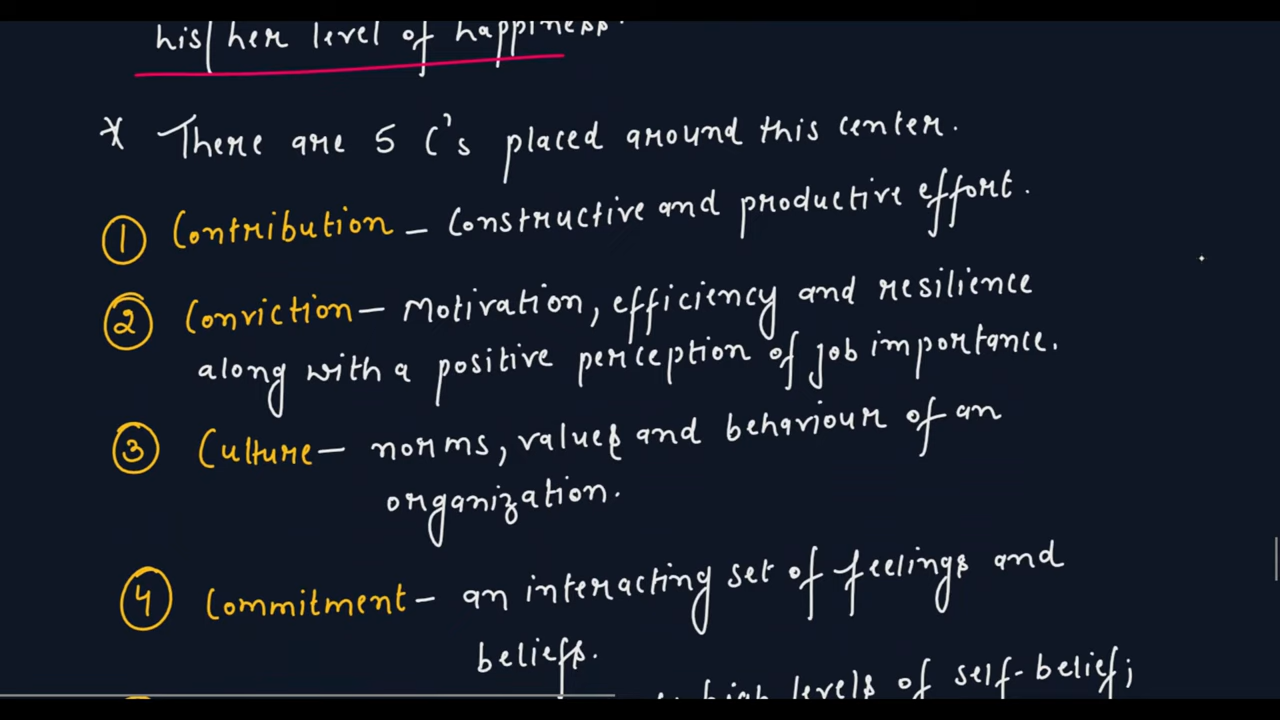 his/her level of happiness.
* There are 5 C's placed around this center.
① Contribution – Constructive and productive effort.
② Conviction – Motivation, efficiency and resilience
along with a positive perception of job importance.
③ Culture – norms, values and behaviour of an
organization.
④ Commitment – an interacting set of feelings and
beliefs.
high levels of self-belief;